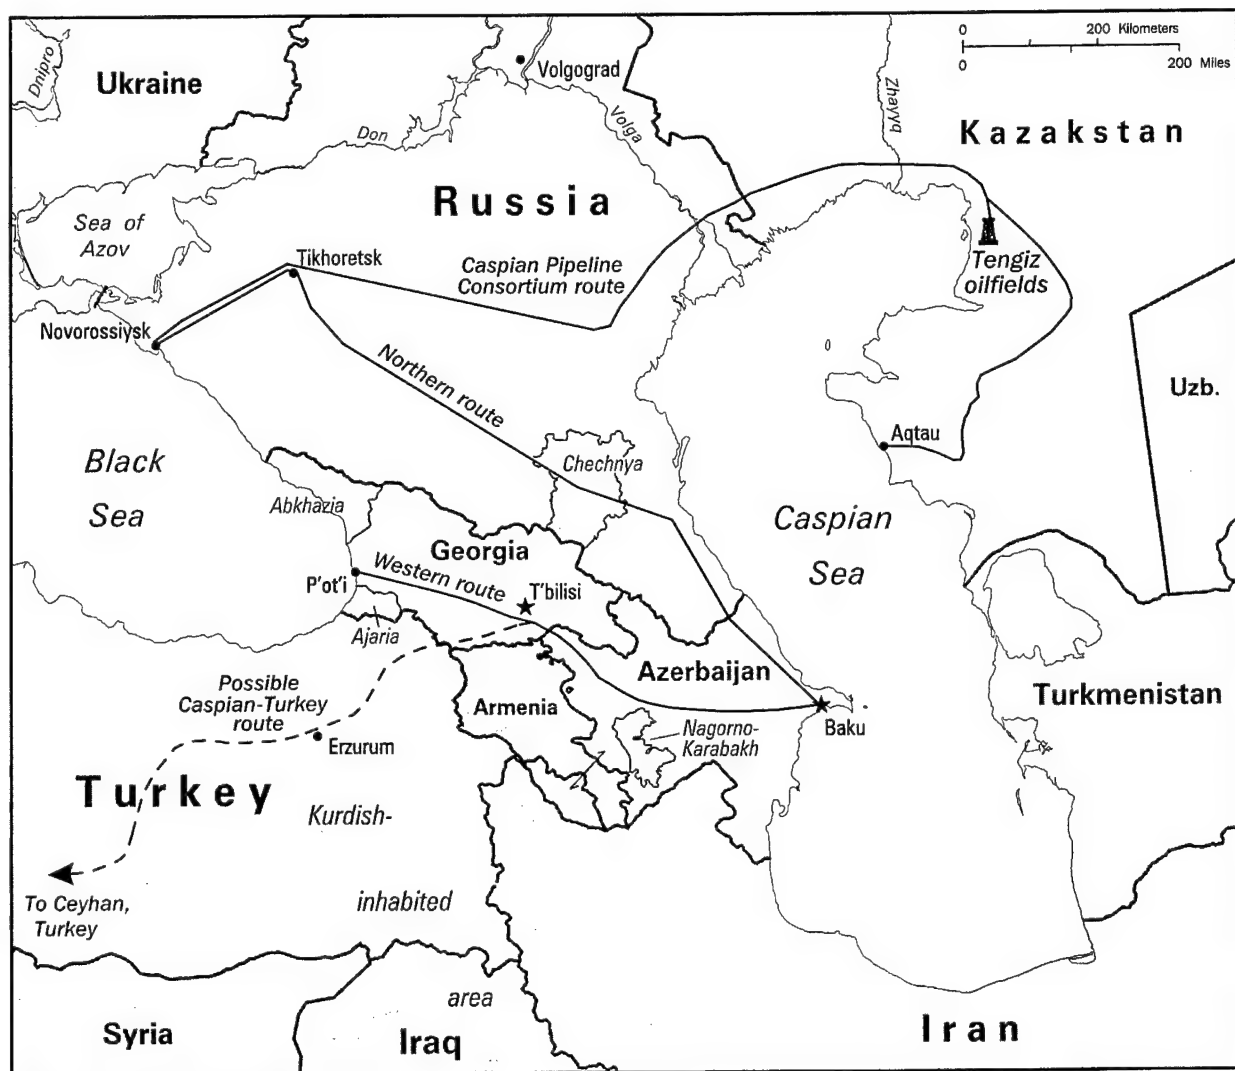 0 200 Kilometers
0 200 Miles
Dnipro
Ukraine
Volgograd
Zhayyq
Don
Volga
Kazakstan
Russia
Sea of
Azov
Tikhoretsk
Caspian Pipeline
Consortium route
Tengiz
oilfields
Novorossiysk
Northern route
Uzb.
Aqtau
Black
Sea
Chechnya
Abkhazia
Caspian
Sea
Georgia
Western route
P'ot'i
T'bilisi
Ajaria
Azerbaijan
Possible
Caspian-Turkey
route
Armenia
Turkmenistan
Nagorno-
Karabakh
Baku
Erzurum
Turkey
Kurdish-
inhabited
area
To Ceyhan,
Turkey
Syria
Iraq
Iran